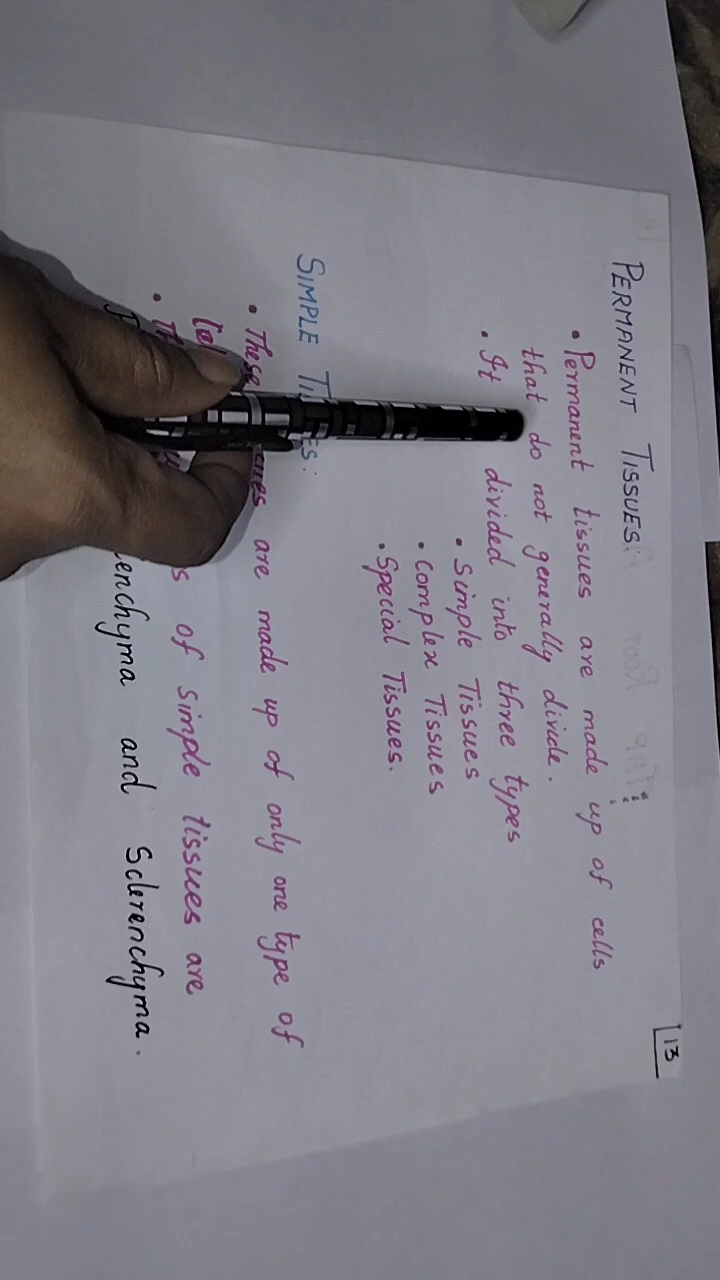 13
PERMANENT TISSUES:
• Permanent tissues are made up of cells
that do not generally divide.
• It divided into three types
• Simple Tissues
• Complex Tissues
• Special Tissues.
SIMPLE
• These are made up of only one type of
of simple tissues are
and Sclerenchyma.